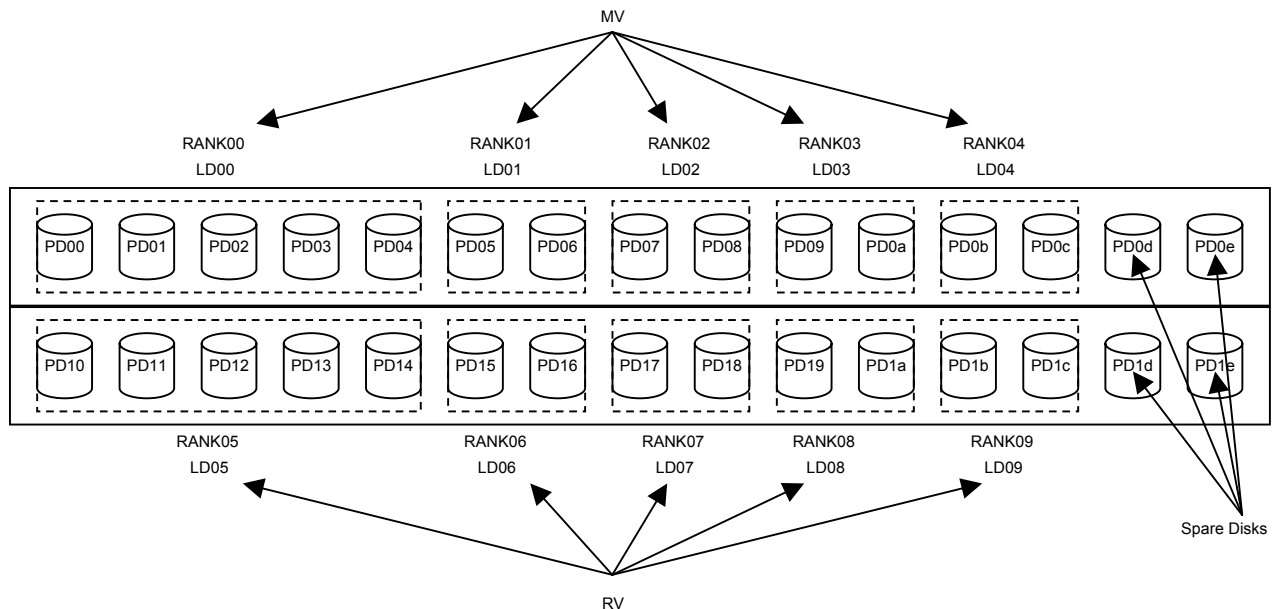 MV
RANK00 RANK01 RANK02 RANK03 RANK04
LD00 LD01 LD02 LD03 LD04
PD00 PD01 PD02 PD03 PD04 PD05 PD06 PD07 PD08 PD09 PD0a PD0b PD0c PD0d PD0e
PD10 PD11 PD12 PD13 PD14 PD15 PD16 PD17 PD18 PD19 PD1a PD1b PD1c PD1d PD1e
RANK05 RANK06 RANK07 RANK08 RANK09
LD05 LD06 LD07 LD08 LD09
Spare Disks
RV